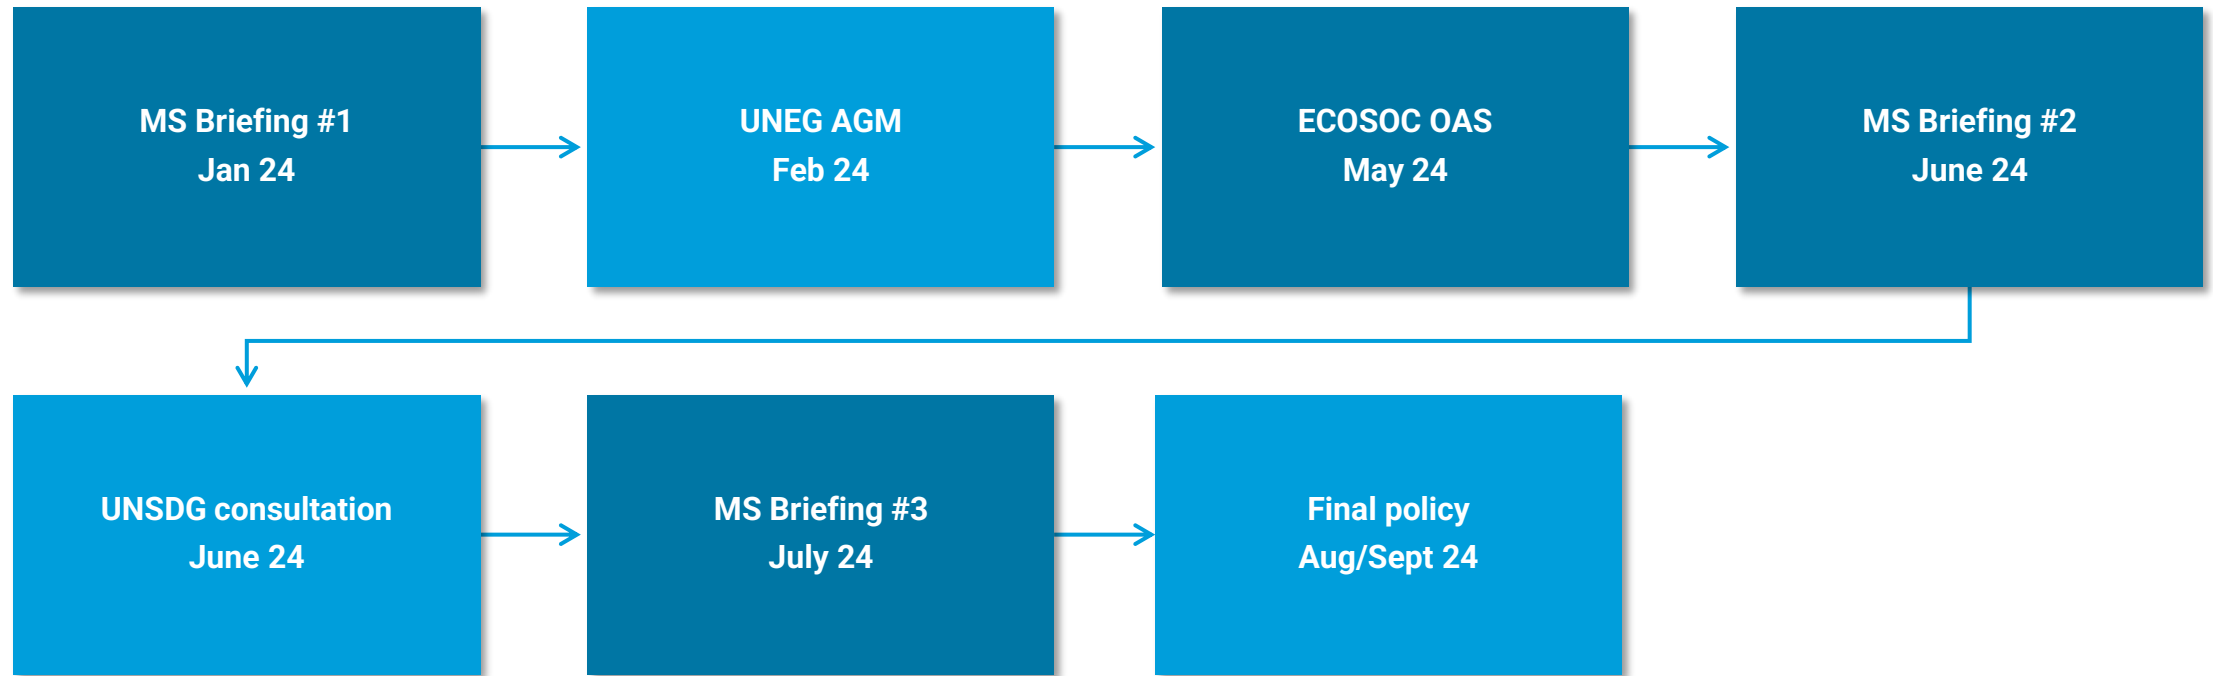 MS Briefing #1
Jan 24
UNEG AGM
Feb 24
ECOSOC OAS
May 24
MS Briefing #2
June 24
UNSDG consultation
June 24
MS Briefing #3
July 24
Final policy
Aug/Sept 24